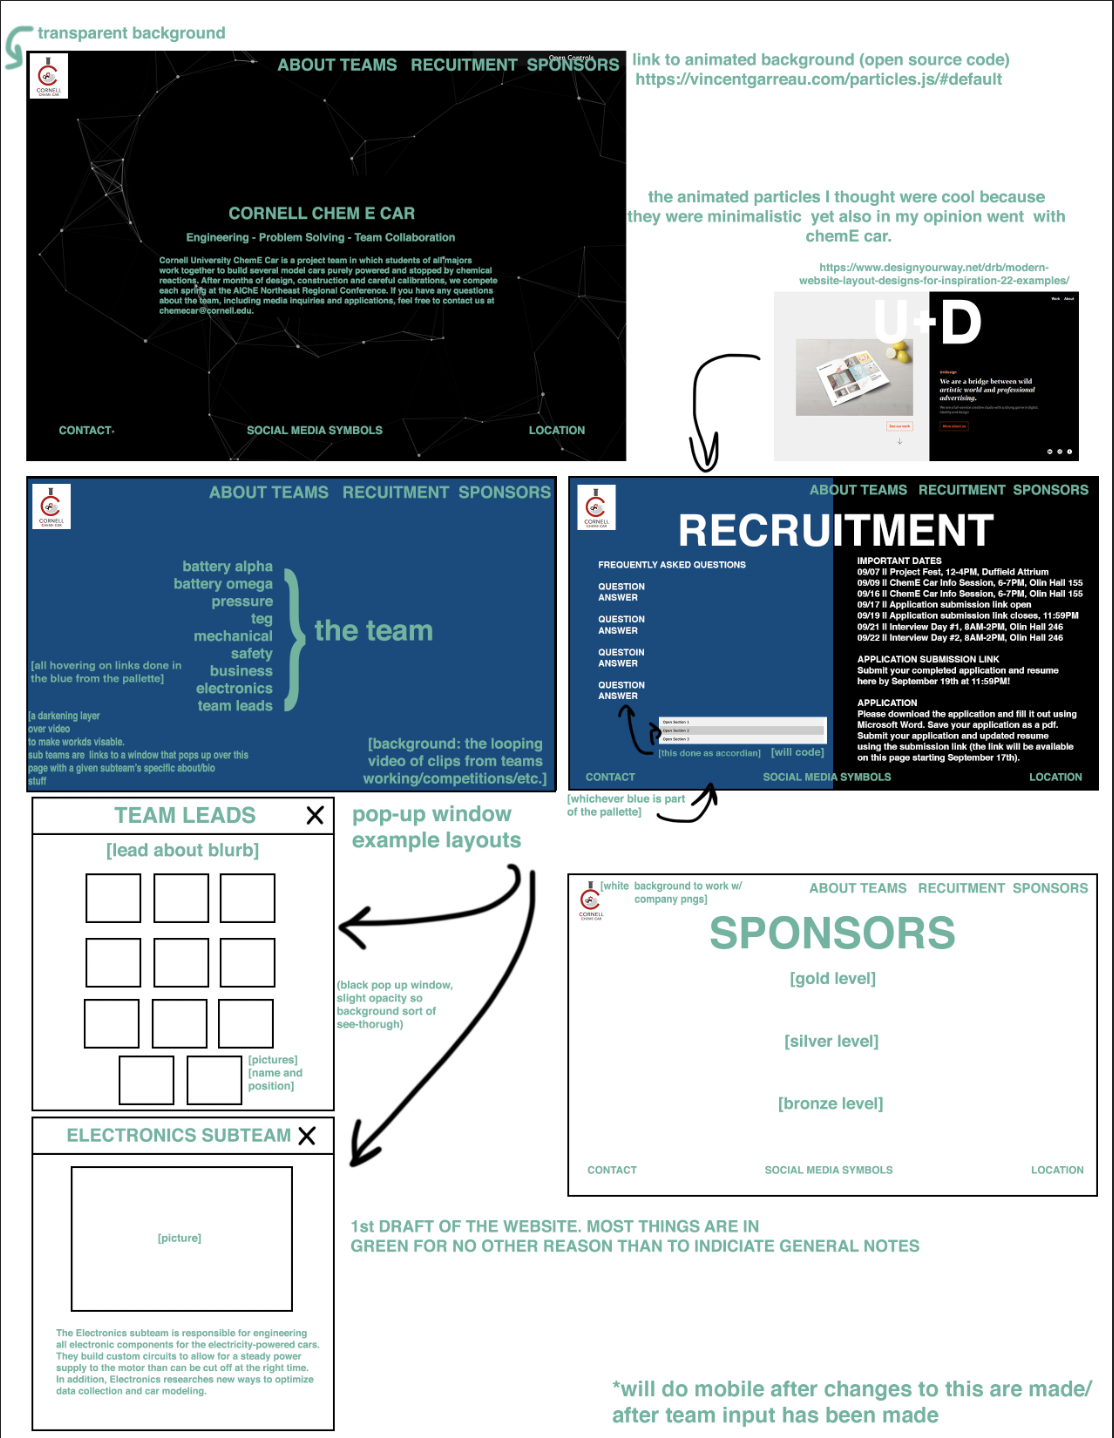 transparent background
CORNELL
CHEM E CAR
Open Controls
ABOUT TEAMS RECUITMENT SPONSORS
link to animated background (open source code)
https://vincentgarreau.com/particles.js/#default
the animated particles I thought were cool because
they were minimalistic yet also in my opinion went with
chemE car.
CORNELL CHEM E CAR
Engineering - Problem Solving - Team Collaboration
Cornell University ChemE Car is a project team in which students of all majors
work together to build several model cars purely powered and stopped by chemical
reactions. After months of design, construction and careful calibrations, we compete
each spring at the AIChE Northeast Regional Conference. If you have any questions
about the team, including media inquiries and applications, feel free to contact us at
chemecar@cornell.edu.
CONTACT
SOCIAL MEDIA SYMBOLS
LOCATION
https://www.designyourway.net/drb/modern-
website-layout-designs-for-inspiration-22-examples/
U+D
Work About
We are a bridge between wild
artistic world and professional
advertising.
CORNELL
CHEM E CAR
ABOUT TEAMS RECUITMENT SPONSORS
battery alpha
battery omega
pressure
teg
mechanical
safety
business
electronics
team leads
the team
[all hovering on links done in
the blue from the pallette]
[a darkening layer
over video
to make workds visable.
sub teams are links to a window that pops up over this
page with a given subteam's specific about/bio
stuff
[background: the looping
video of clips from teams
working/competitions/etc.]
CORNELL
CHEM E CAR
ABOUT TEAMS RECUITMENT SPONSORS
RECRUITMENT
FREQUENTLY ASKED QUESTIONS
QUESTION
ANSWER
QUESTION
ANSWER
QUESTOIN
ANSWER
QUESTION
ANSWER
Open Section 1
Open Section 2
Open Section 3
[this done as accordian] [will code]
IMPORTANT DATES
09/07 II Project Fest, 12-4PM, Duffield Attrium
09/09 II ChemE Car Info Session, 6-7PM, Olin Hall 155
09/16 II ChemE Car Info Session, 6-7PM, Olin Hall 155
09/17 II Application submission link open
09/19 II Application submission link closes, 11:59PM
09/21 II Interview Day #1, 8AM-2PM, Olin Hall 246
09/22 II Interview Day #2, 8AM-2PM, Olin Hall 246
APPLICATION SUBMISSION LINK
Submit your completed application and resume
here by September 19th at 11:59PM!
APPLICATION
Please download the application and fill it out using
Microsoft Word. Save your application as a pdf.
Submit your application and updated resume
using the submission link (the link will be available
on this page starting September 17th).
CONTACT
SOCIAL MEDIA SYMBOLS
LOCATION
[whichever blue is part
of the pallette]
TEAM LEADS X
[lead about blurb]
[pictures]
[name and
position]
pop-up window
example layouts
(black pop up window,
slight opacity so
background sort of
see-thorugh)
ELECTRONICS SUBTEAM X
[picture]
The Electronics subteam is responsible for engineering
all electronic components for the electricity-powered cars.
They build custom circuits to allow for a steady power
supply to the motor than can be cut off at the right time.
In addition, Electronics researches new ways to optimize
data collection and car modeling.
CORNELL
CHEM E CAR
[white background to work w/
company pngs]
ABOUT TEAMS RECUITMENT SPONSORS
SPONSORS
[gold level]
[silver level]
[bronze level]
CONTACT
SOCIAL MEDIA SYMBOLS
LOCATION
1st DRAFT OF THE WEBSITE. MOST THINGS ARE IN
GREEN FOR NO OTHER REASON THAN TO INDICIATE GENERAL NOTES
*will do mobile after changes to this are made/
after team input has been made